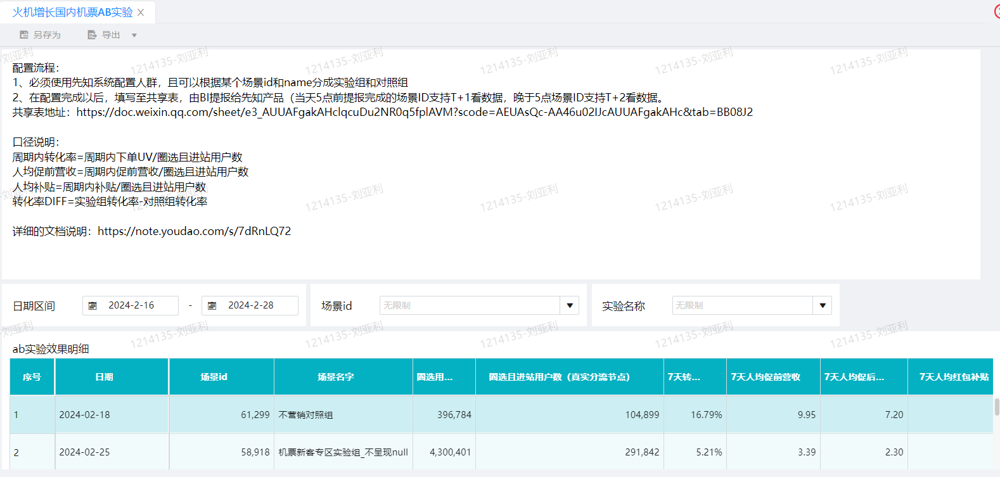 火机增长国内机票AB实验
另存为 导出
配置流程：
1、必须使用先知系统配置人群，且可以根据某个场景id和name分成实验组和对照组
2、在配置完成以后，填写至共享表，由BI提报给先知产品（当天5点前提报完成的场景ID支持T+1看数据，晚于5点场景ID支持T+2看数据。
共享表地址：https://doc.weixin.qq.com/sheet/e3_AUUAFgakAHclqcuDu2NR0q5fplAVM?scode=AEUAsQc-AA46u02IJcAUUAFgakAHc&tab=BB08J2
口径说明：
周期内转化率=周期内下单UV/圈选且进站用户数
人均促前营收=周期内促前营收/圈选且进站用户数
人均补贴=周期内补贴/圈选且进站用户数
转化率DIFF=实验组转化率-对照组转化率
详细的文档说明：https://note.youdao.com/s/7dRnLQ72
日期区间 2024-2-16 - 2024-2-28 场景id 无限制 实验名称 无限制
ab实验效果明细
序号 日期 场景id 场景名字 圈选用... 圈选且进站用户数（真实分流节点） 7天转... 7天人均促前营收 7天人均促后... 7天人均红包补贴
1 2024-02-18 61,299 不营销对照组 396,784 104,899 16.79% 9.95 7.20
2 2024-02-25 58,918 机票新客专区实验组_不呈现null 4,300,401 291,842 5.21% 3.39 2.30
1214135-刘亚利